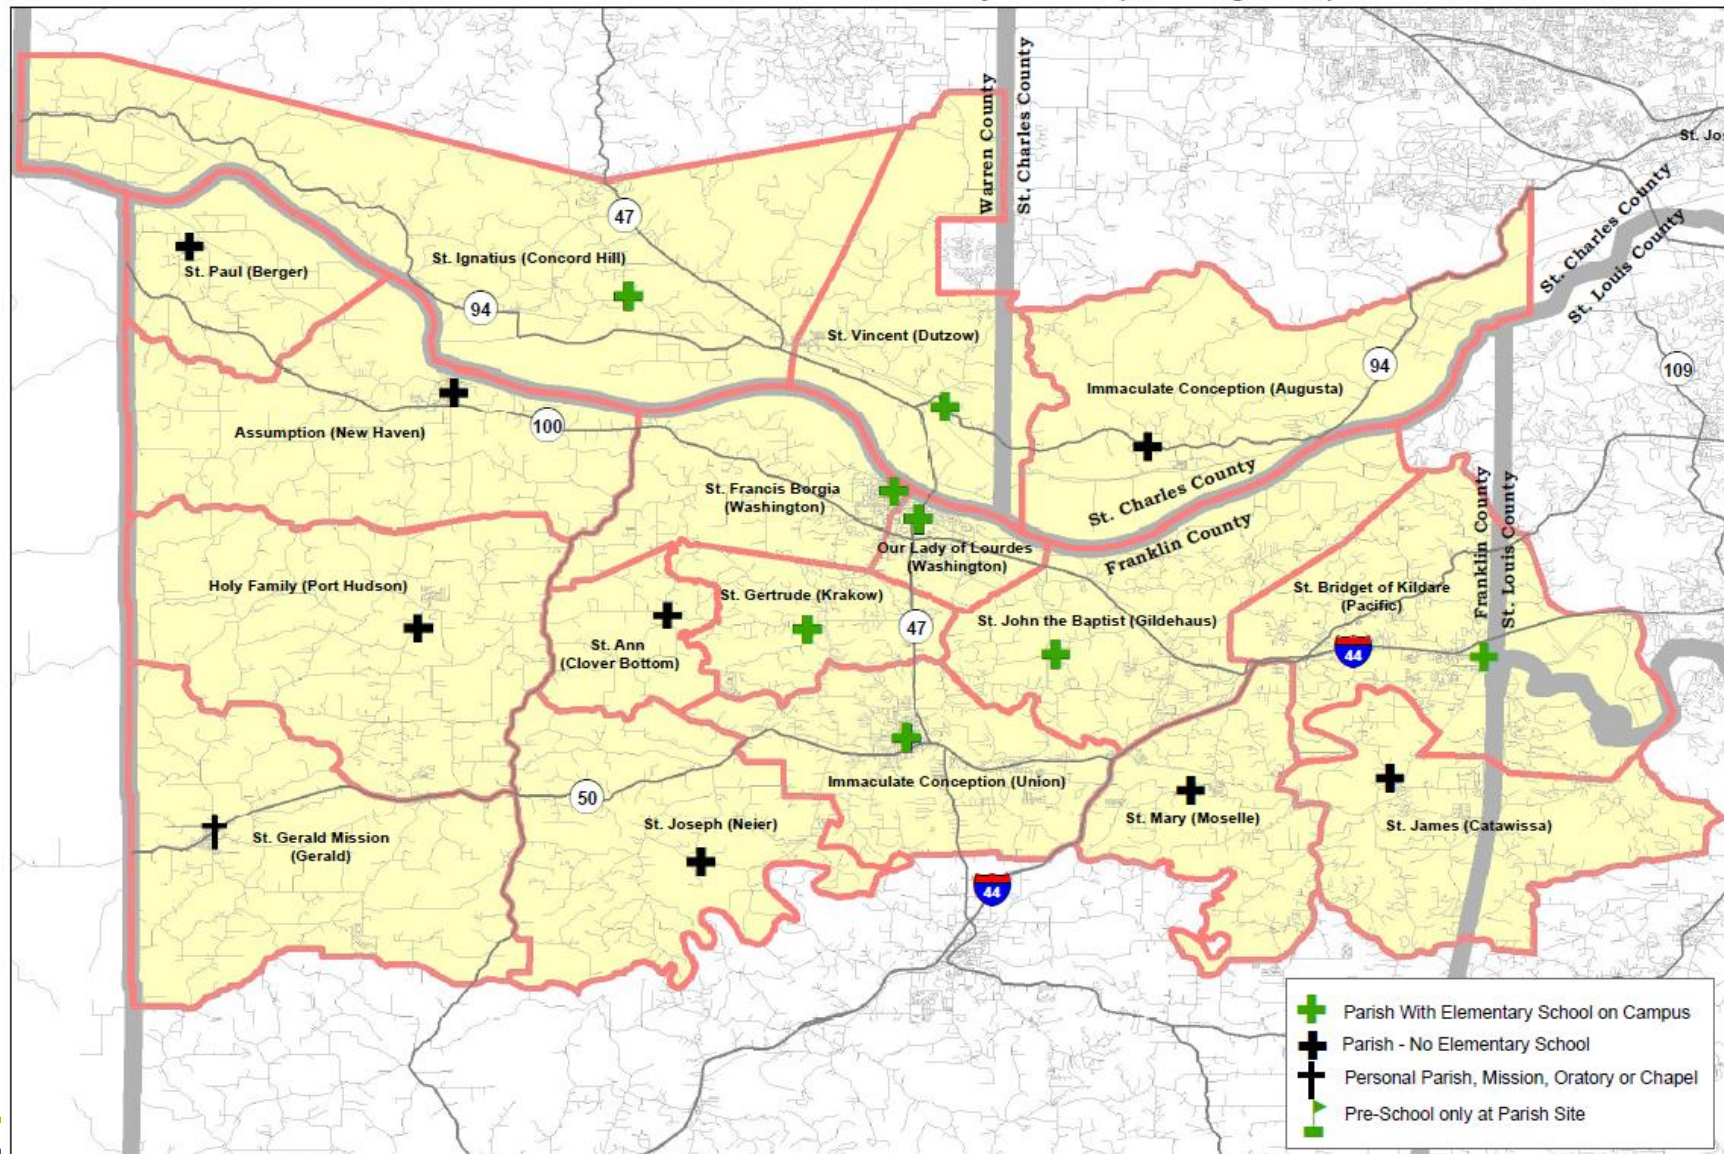 Warren County
St. Charles County
St. Jo
47
St. Charles County
St. Louis County
St. Paul (Berger)
St. Ignatius (Concord Hill)
94
St. Vincent (Dutzow)
94
109
Immaculate Conception (Augusta)
Assumption (New Haven)
100
St. Francis Borgia
(Washington)
St. Charles County
Franklin County
Franklin County
St. Louis County
Our Lady of Lourdes
(Washington)
Holy Family (Port Hudson)
St. Gertrude (Krakow)
St. Bridget of Kildare
(Pacific)
47
St. John the Baptist (Gildehaus)
St. Ann
(Clover Bottom)
44
Immaculate Conception (Union)
50
St. Joseph (Neier)
St. Mary (Moselle)
St. James (Catawissa)
St. Gerald Mission
(Gerald)
44
Parish With Elementary School on Campus
Parish - No Elementary School
Personal Parish, Mission, Oratory or Chapel
Pre-School only at Parish Site